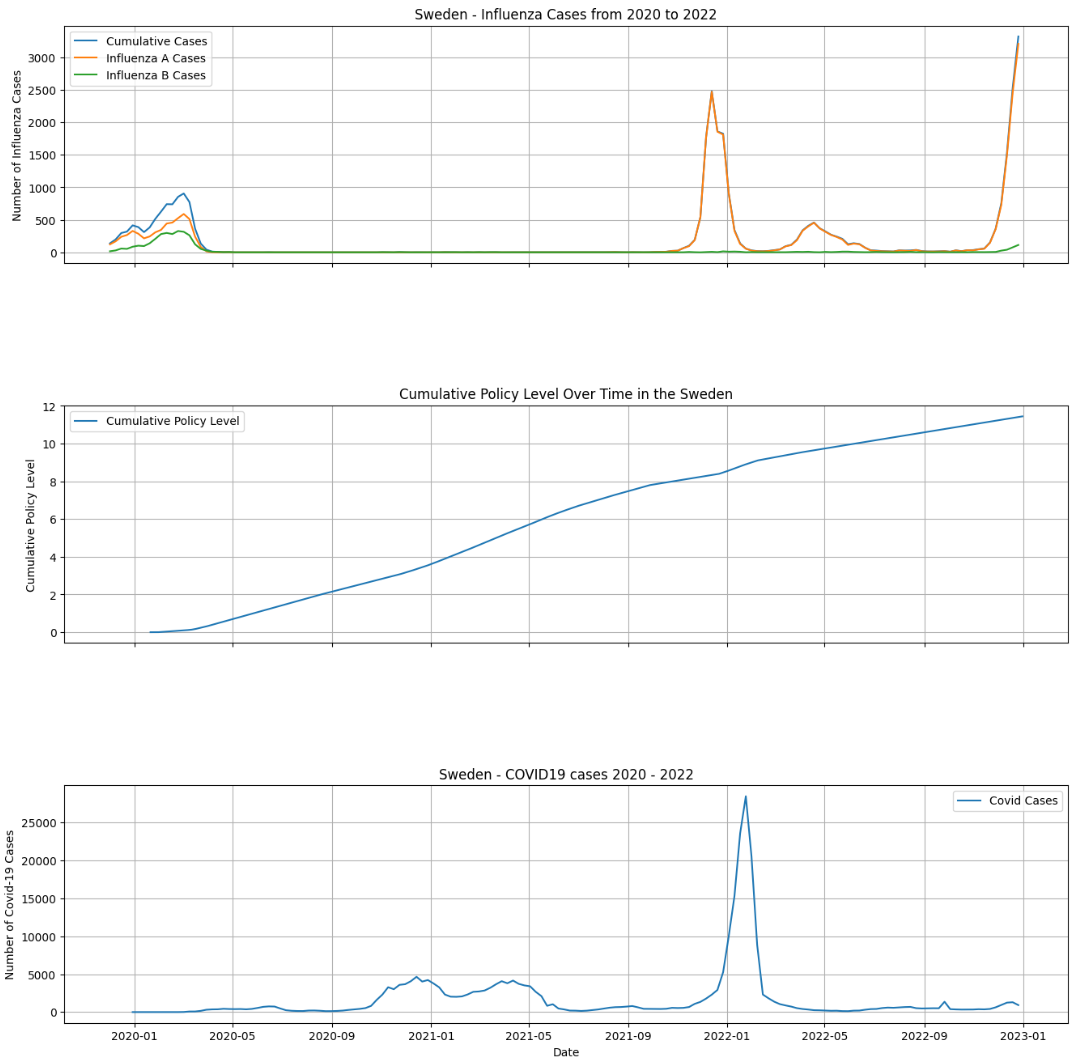 Sweden - Influenza Cases from 2020 to 2022
Number of Influenza Cases
3000
2500
2000
1500
1000
500
0
Cumulative Cases
Influenza A Cases
Influenza B Cases
Cumulative Policy Level Over Time in the Sweden
Cumulative Policy Level
12
10
8
6
4
2
0
Cumulative Policy Level
Sweden - COVID19 cases 2020 - 2022
Number of Covid-19 Cases
25000
20000
15000
10000
5000
0
Covid Cases
2020-01 2020-05 2020-09 2021-01 2021-05 2021-09 2022-01 2022-05 2022-09 2023-01
Date